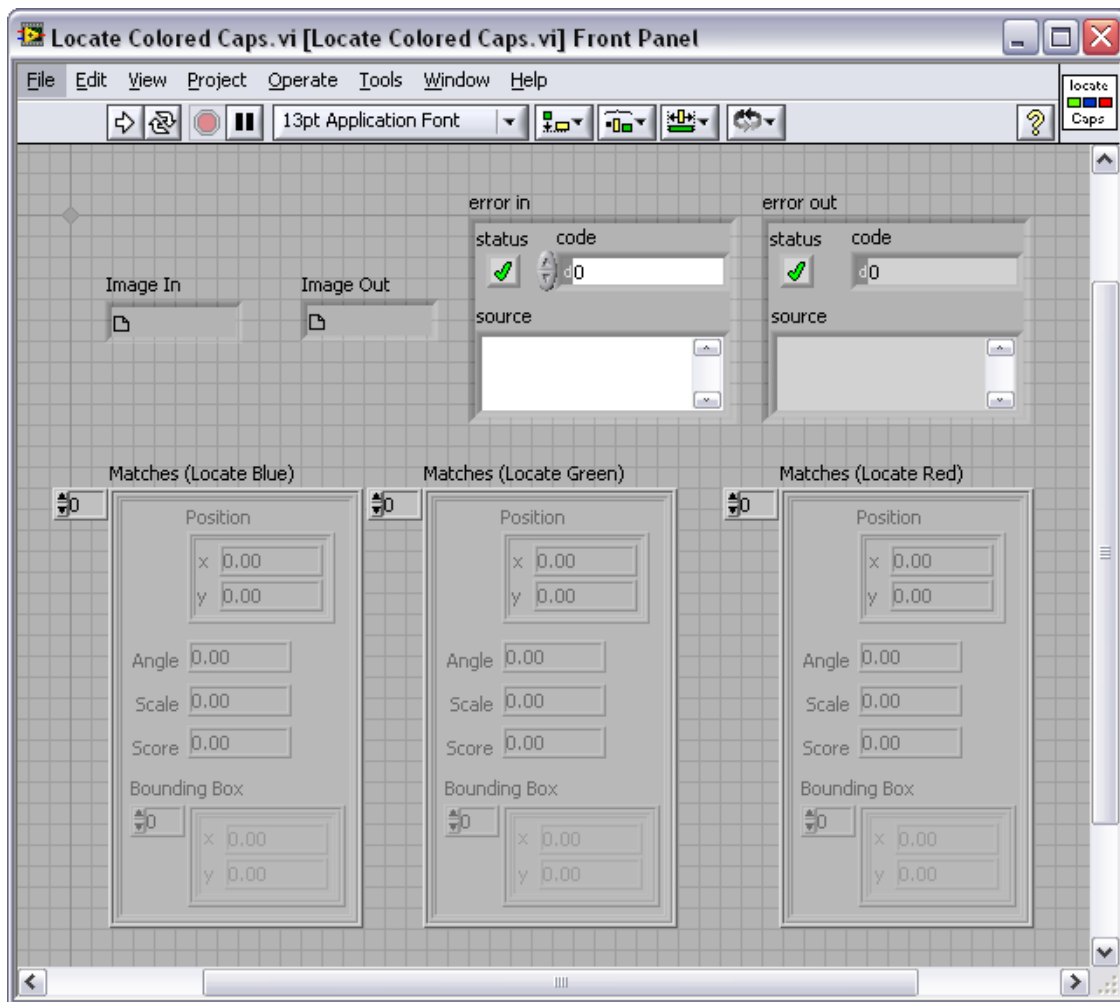 Locate Colored Caps.vi [Locate Colored Caps.vi] Front Panel
File Edit View Project Operate Tools Window Help
locate
Caps
13pt Application Font
?
error in error out
status code status code
d0 d0
Image In Image Out
source source
Matches (Locate Blue) Matches (Locate Green) Matches (Locate Red)
0 0 0
Position Position Position
x 0.00 x 0.00 x 0.00
y 0.00 y 0.00 y 0.00
Angle 0.00 Angle 0.00 Angle 0.00
Scale 0.00 Scale 0.00 Scale 0.00
Score 0.00 Score 0.00 Score 0.00
Bounding Box Bounding Box Bounding Box
0 0 0
x 0.00 x 0.00 x 0.00
y 0.00 y 0.00 y 0.00